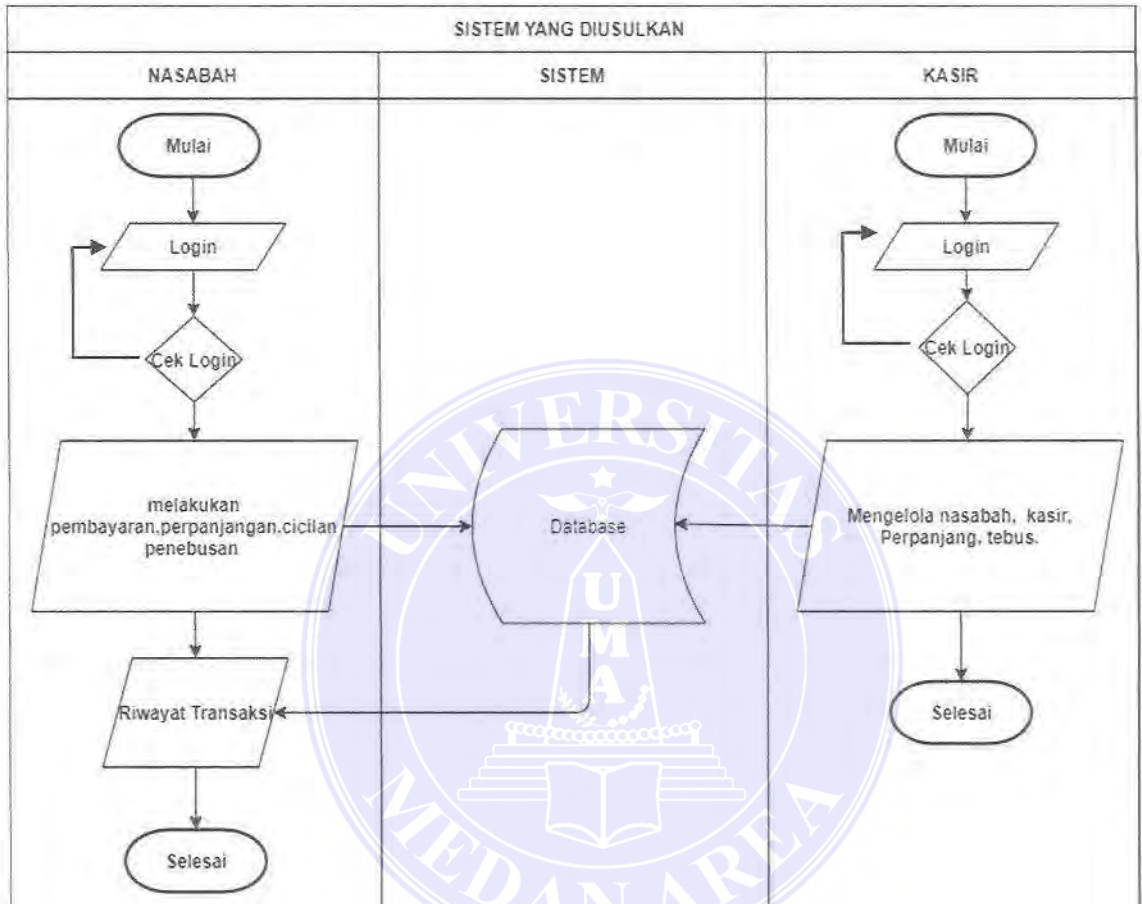 SISTEM YANG DIUSULKAN
NASABAH
SISTEM
KASIR
Mulai
Login
Cek Login
melakukan
pembayaran,perpanjangan,cicilan
penebusan
Riwayat Transaksi
Selesai
Database
Mulai
Login
Cek Login
Mengelola nasabah, kasir,
Perpanjang, tebus.
Selesai
UNIVERSITAS
MEDAN AREA
U
M
A